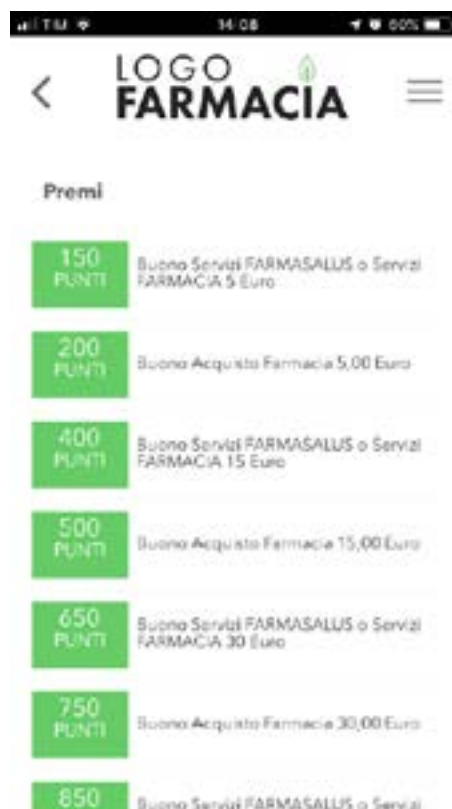 TIM 14:08 60%
LOGO
FARMACIA
Premi
150
PUNTI
Buono Servizi FARMASALUS o Servizi
FARMACIA 5 Euro
200
PUNTI
Buono Acquisto Farmacia 5,00 Euro
400
PUNTI
Buono Servizi FARMASALUS o Servizi
FARMACIA 15 Euro
500
PUNTI
Buono Acquisto Farmacia 15,00 Euro
650
PUNTI
Buono Servizi FARMASALUS o Servizi
FARMACIA 30 Euro
750
PUNTI
Buono Acquisto Farmacia 30,00 Euro
850
Buono Servizi FARMASALUS o Servizi